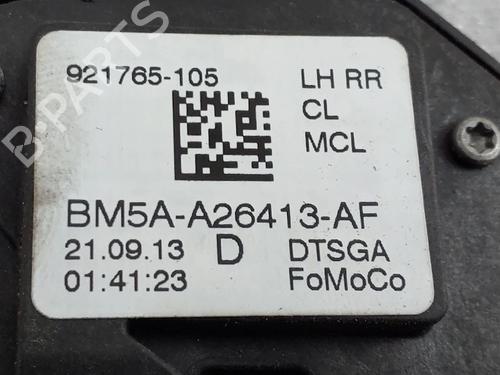 921765-105 LH RR
CL
MCL
BM5A-A26413-AF
21.09.13 D DTSGA
01:41:23 FoMoCo
B-PARTS